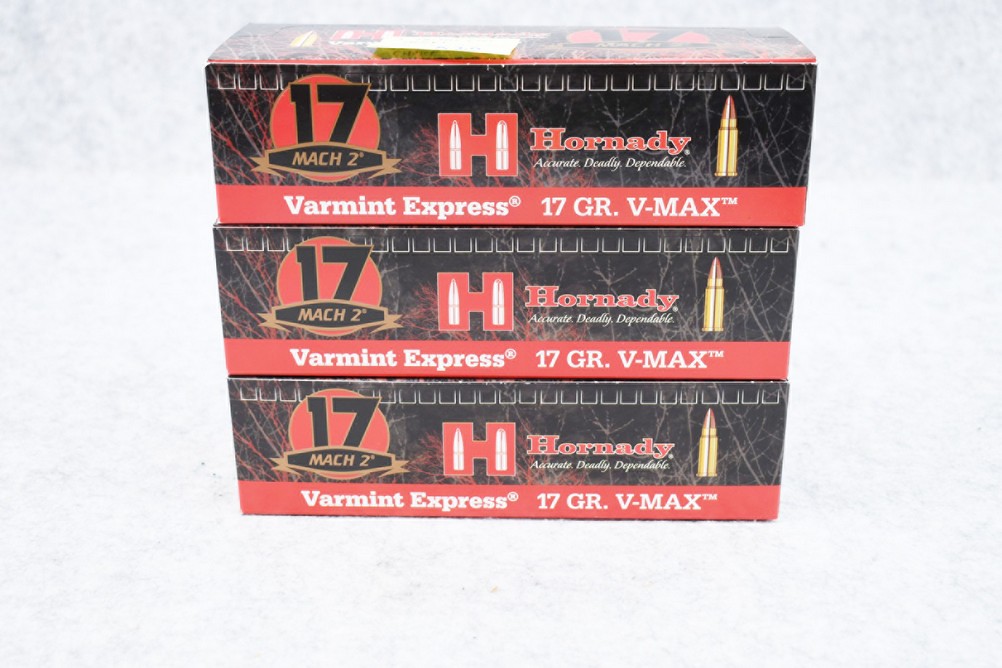 17
MACH 2®
H
Hornady®
Accurate. Deadly. Dependable.
Varmint Express® 17 GR. V-MAX™
17
MACH 2®
H
Hornady®
Accurate. Deadly. Dependable.
Varmint Express® 17 GR. V-MAX™
17
MACH 2®
H
Hornady®
Accurate. Deadly. Dependable.
Varmint Express® 17 GR. V-MAX™